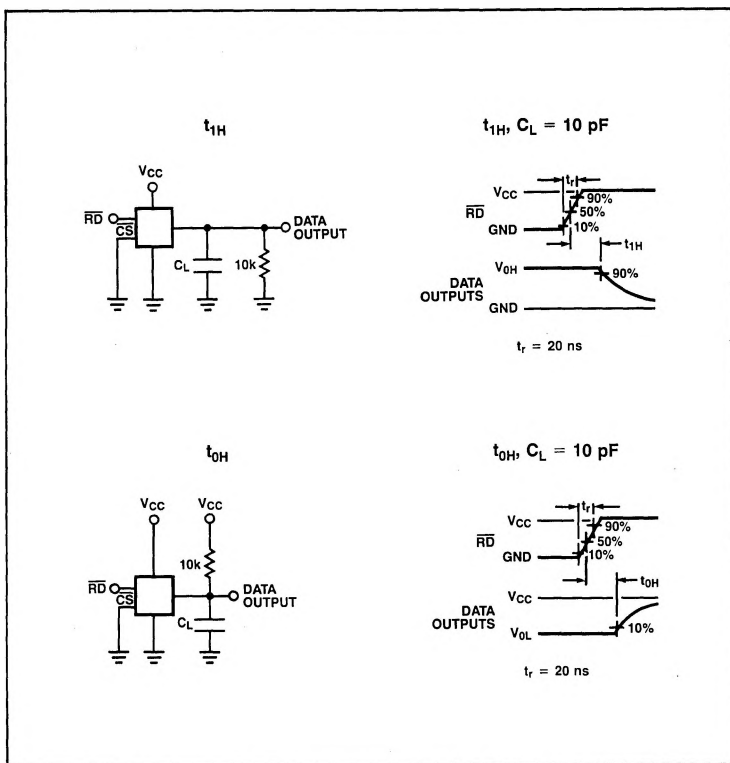 t1H
VCC
RD
CS
CL
10k
DATA
OUTPUT
t1H, CL = 10 pF
tr
VCC
90%
RD
50%
GND
10%
t1H
V0H
90%
DATA
OUTPUTS
GND
tr = 20 ns
t0H
VCC
VCC
10k
RD
CS
DATA
OUTPUT
CL
t0H, CL = 10 pF
tr
VCC
90%
RD
50%
GND
10%
t0H
VCC
DATA
OUTPUTS
10%
V0L
tr = 20 ns